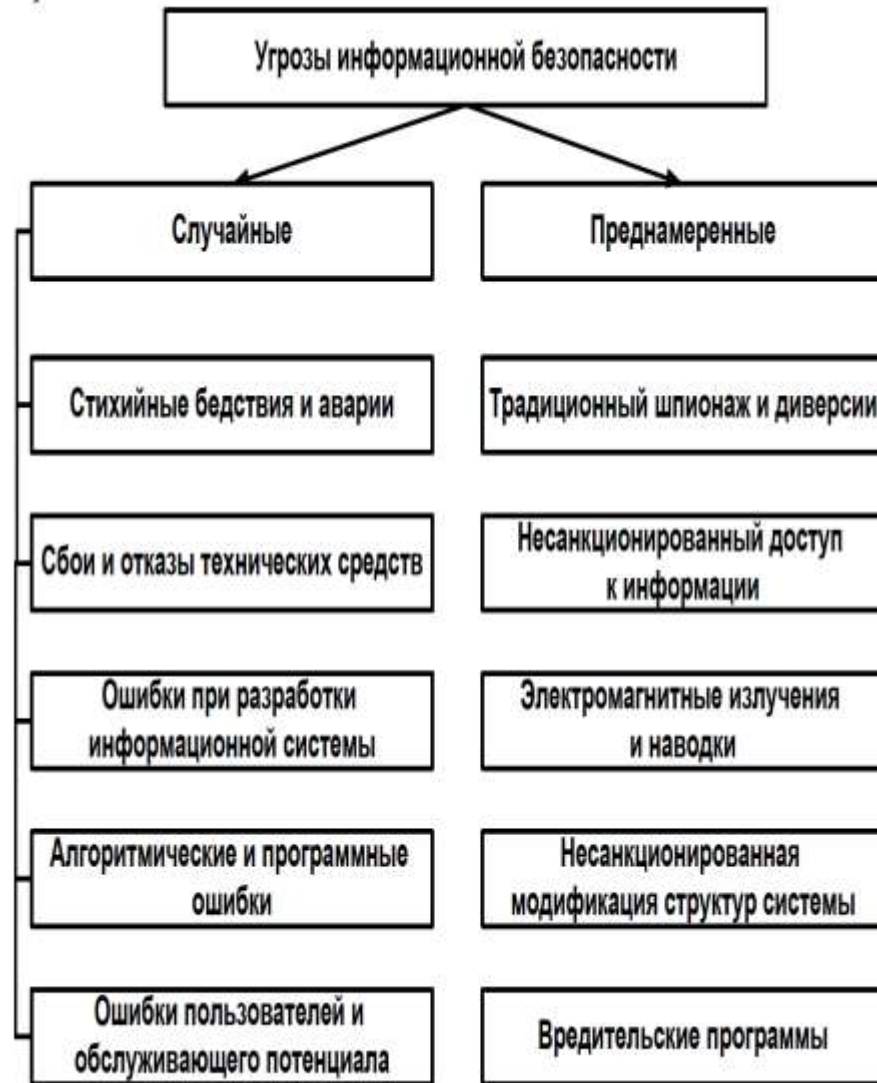 Угрозы информационной безопасности
Случайные
Преднамеренные
Стихийные бедствия и аварии
Традиционный шпионаж и диверсии
Сбои и отказы технических средств
Несанкционированный доступ
к информации
Ошибки при разработки
информационной системы
Электромагнитные излучения
и наводки
Алгоритмические и программные
ошибки
Несанкционированная
модификация структур системы
Ошибки пользователей и
обслуживающего потенциала
Вредительские программы